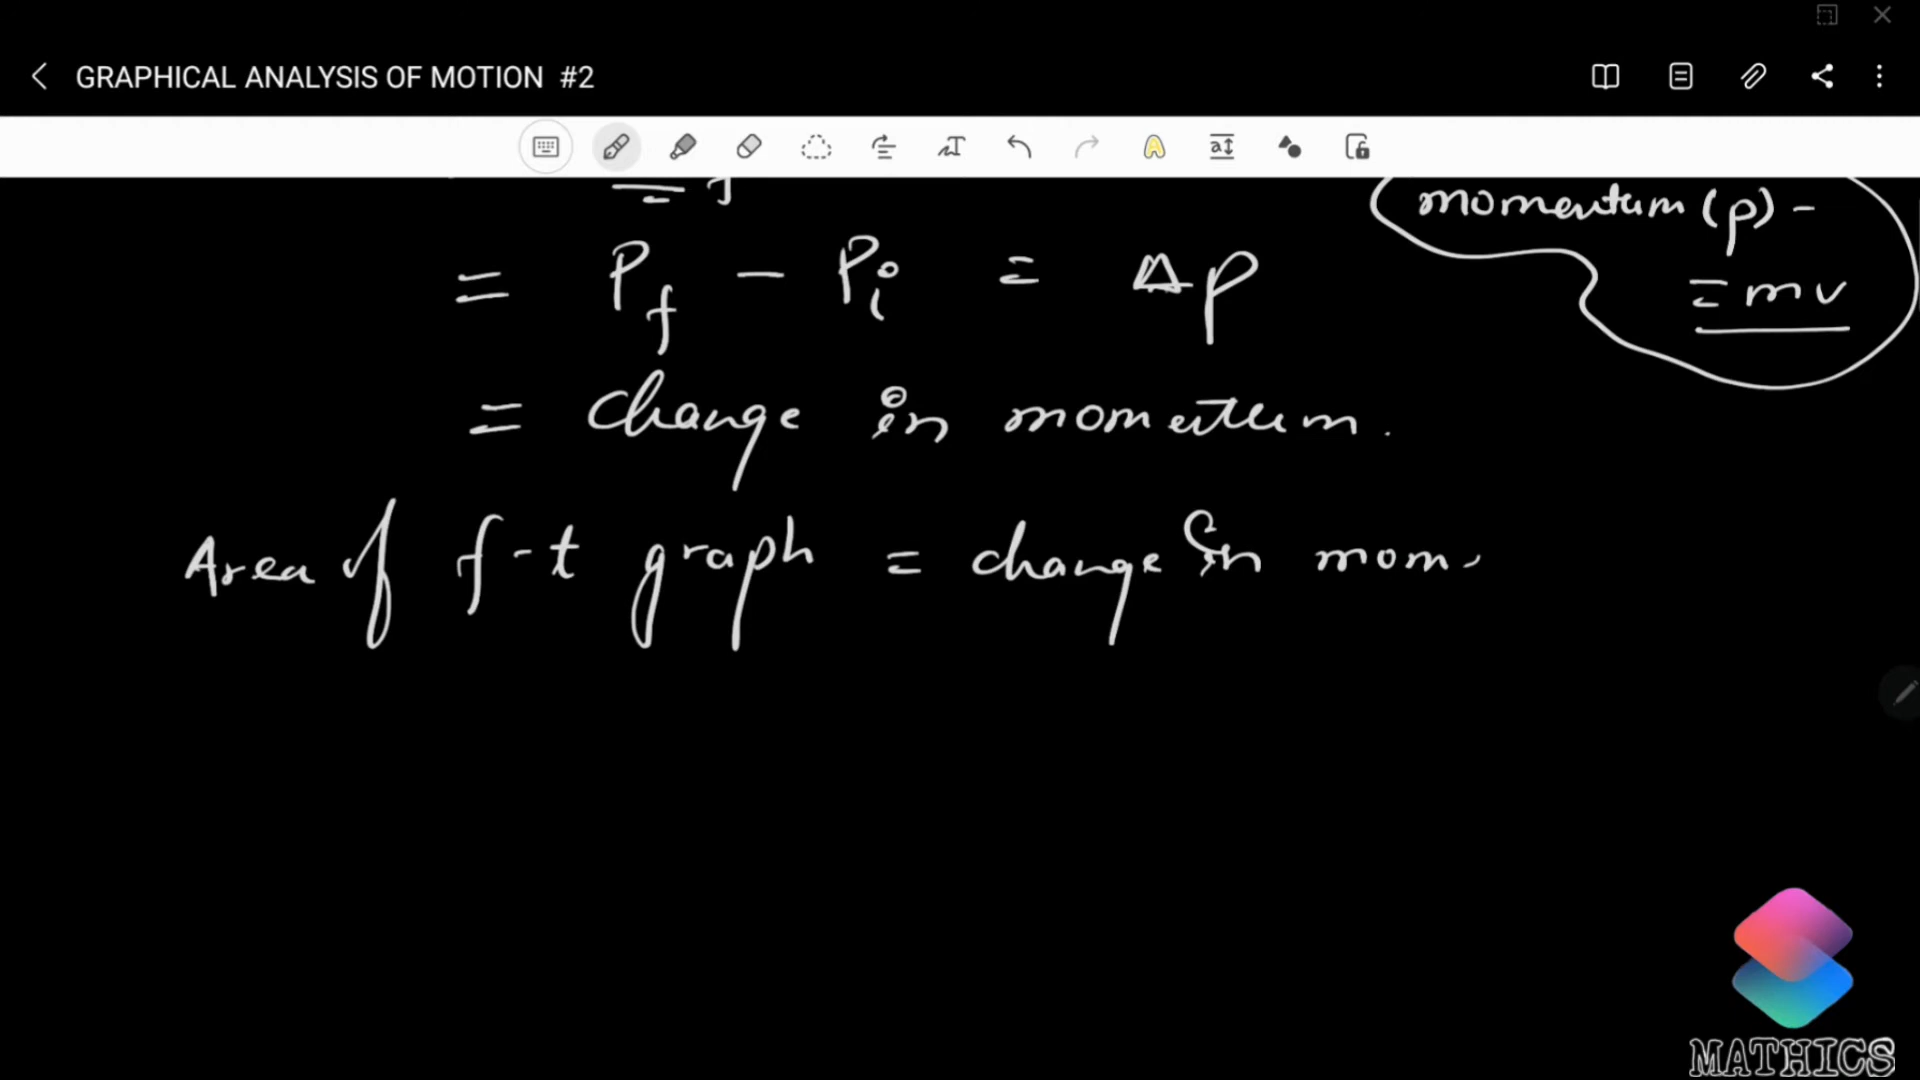 GRAPHICAL ANALYSIS OF MOTION #2
momentum (p) -
= mv
= Pf - Pi = Δp
= change in momentum.
Area of f-t graph = change in mom.
MATHICS